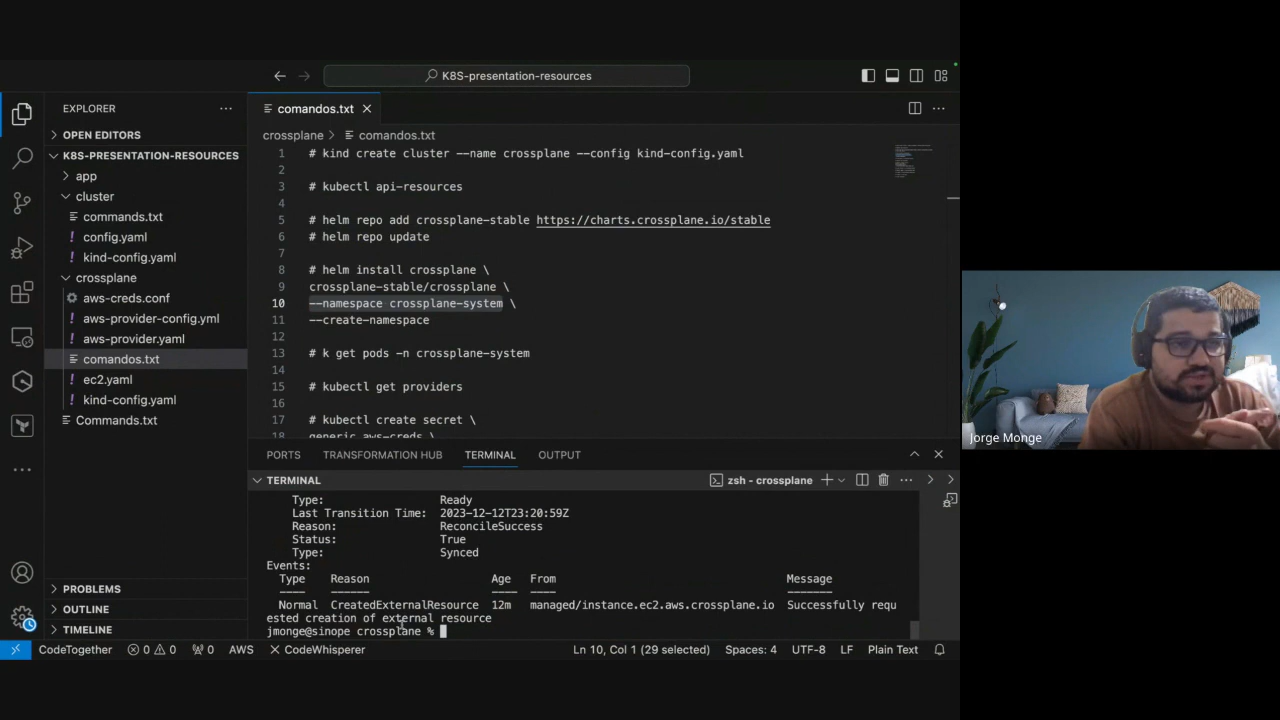 K8S-presentation-resources
EXPLORER
comandos.txt
OPEN EDITORS
crossplane > comandos.txt
K8S-PRESENTATION-RESOURCES
app
cluster
commands.txt
config.yaml
kind-config.yaml
crossplane
aws-creds.conf
aws-provider-config.yml
aws-provider.yaml
comandos.txt
ec2.yaml
kind-config.yaml
Commands.txt
PROBLEMS
OUTLINE
TIMELINE
1 # kind create cluster --name crossplane --config kind-config.yaml
2
3 # kubectl api-resources
4
5 # helm repo add crossplane-stable https://charts.crossplane.io/stable
6 # helm repo update
7
8 # helm install crossplane \
9 crossplane-stable/crossplane \
10 --namespace crossplane-system \
11 --create-namespace
12
13 # k get pods -n crossplane-system
14
15 # kubectl get providers
16
17 # kubectl create secret \
18 generic aws-creds \
PORTS TRANSFORMATION HUB TERMINAL OUTPUT
TERMINAL zsh - crossplane
Type: Ready
Last Transition Time: 2023-12-12T23:20:59Z
Reason: ReconcileSuccess
Status: True
Type: Synced
Events:
Type Reason Age From Message
---- ------ ---- ---- -------
Normal CreatedExternalResource 12m managed/instance.ec2.aws.crossplane.io Successfully requ
ested creation of external resource
jmonge@sinope crossplane %
CodeTogether 0 0 0 AWS CodeWhisperer Ln 10, Col 1 (29 selected) Spaces: 4 UTF-8 LF Plain Text
Jorge Monge